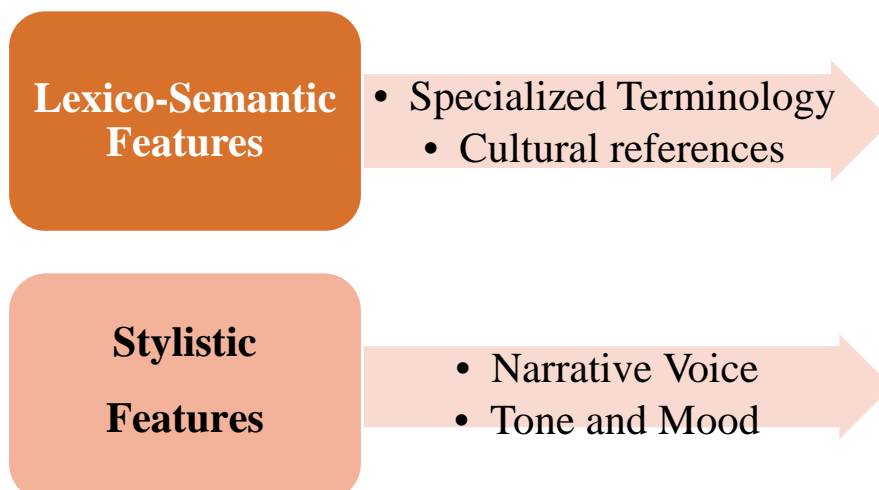 Lexico-Semantic
Features
• Specialized Terminology
• Cultural references
Stylistic
Features
• Narrative Voice
• Tone and Mood